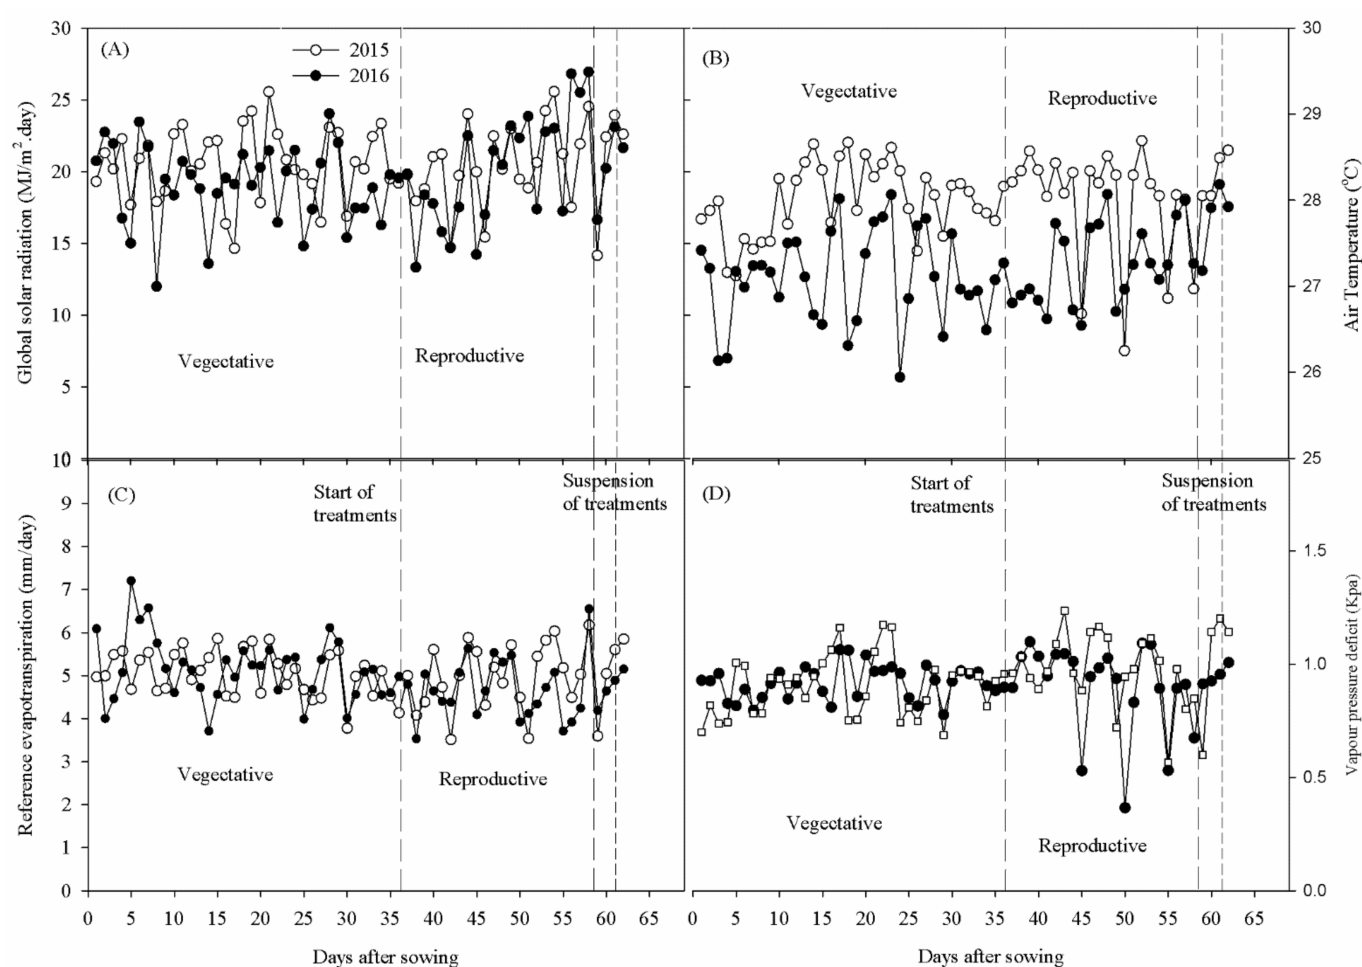 (A)
2015
2016
Vegectative
Reproductive
Global solar radiation (MJ/m2.day)
30
25
20
15
10
5
0
(B)
Vegectative
Reproductive
Air Temperature (oC)
30
29
28
27
26
25
(C)
Start of
treatments
Suspension
of treatments
Vegectative
Reproductive
Reference evapotranspiration (mm/day)
10
9
8
7
6
5
4
3
2
1
0
0 5 10 15 20 25 30 35 40 45 50 55 60 65
Days after sowing
(D)
Start of
treatments
Suspension
of treatments
Vegectative
Reproductive
Vapour pressure deficit (Kpa)
1.5
1.0
0.5
0.0
0 5 10 15 20 25 30 35 40 45 50 55 60 65
Days after sowing